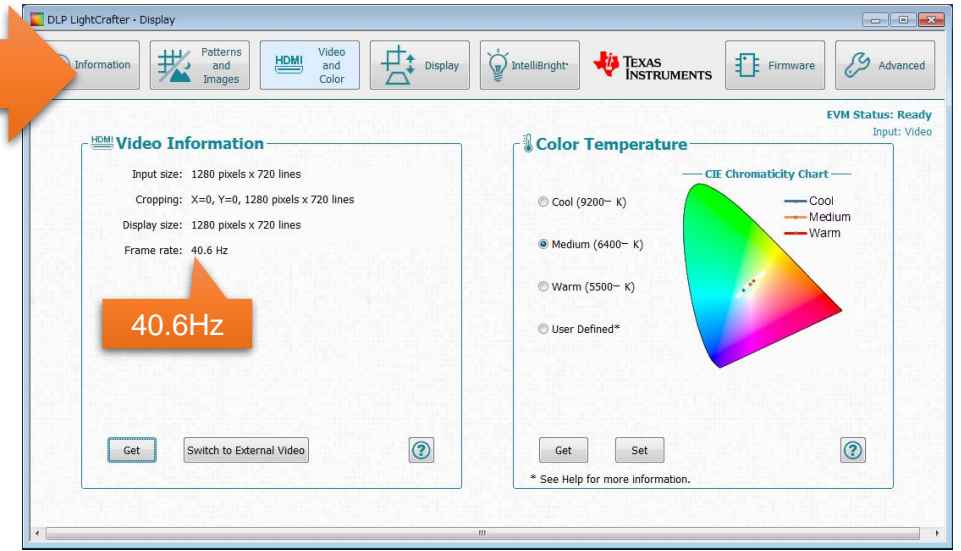 DLP LightCrafter - Display
Information
Patterns
and
Images
HDMI
Video
and
Color
Display
IntelliBright™
TEXAS
INSTRUMENTS
Firmware
Advanced
EVM Status: Ready
Input: Video
HDMI Video Information
Input size: 1280 pixels x 720 lines
Cropping: X=0, Y=0, 1280 pixels x 720 lines
Display size: 1280 pixels x 720 lines
Frame rate: 40.6 Hz
40.6Hz
Get
Switch to External Video
?
Color Temperature
CIE Chromaticity Chart
Cool (9200~ K)
Medium (6400~ K)
Warm (5500~ K)
User Defined*
Cool
Medium
Warm
Get
Set
?
* See Help for more information.